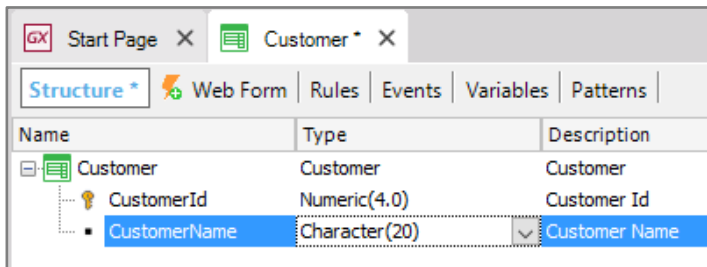 GX Start Page Customer *
Structure * Web Form Rules Events Variables Patterns
Name Type Description
Customer Customer Customer
CustomerId Numeric(4.0) Customer Id
CustomerName Character(20) Customer Name